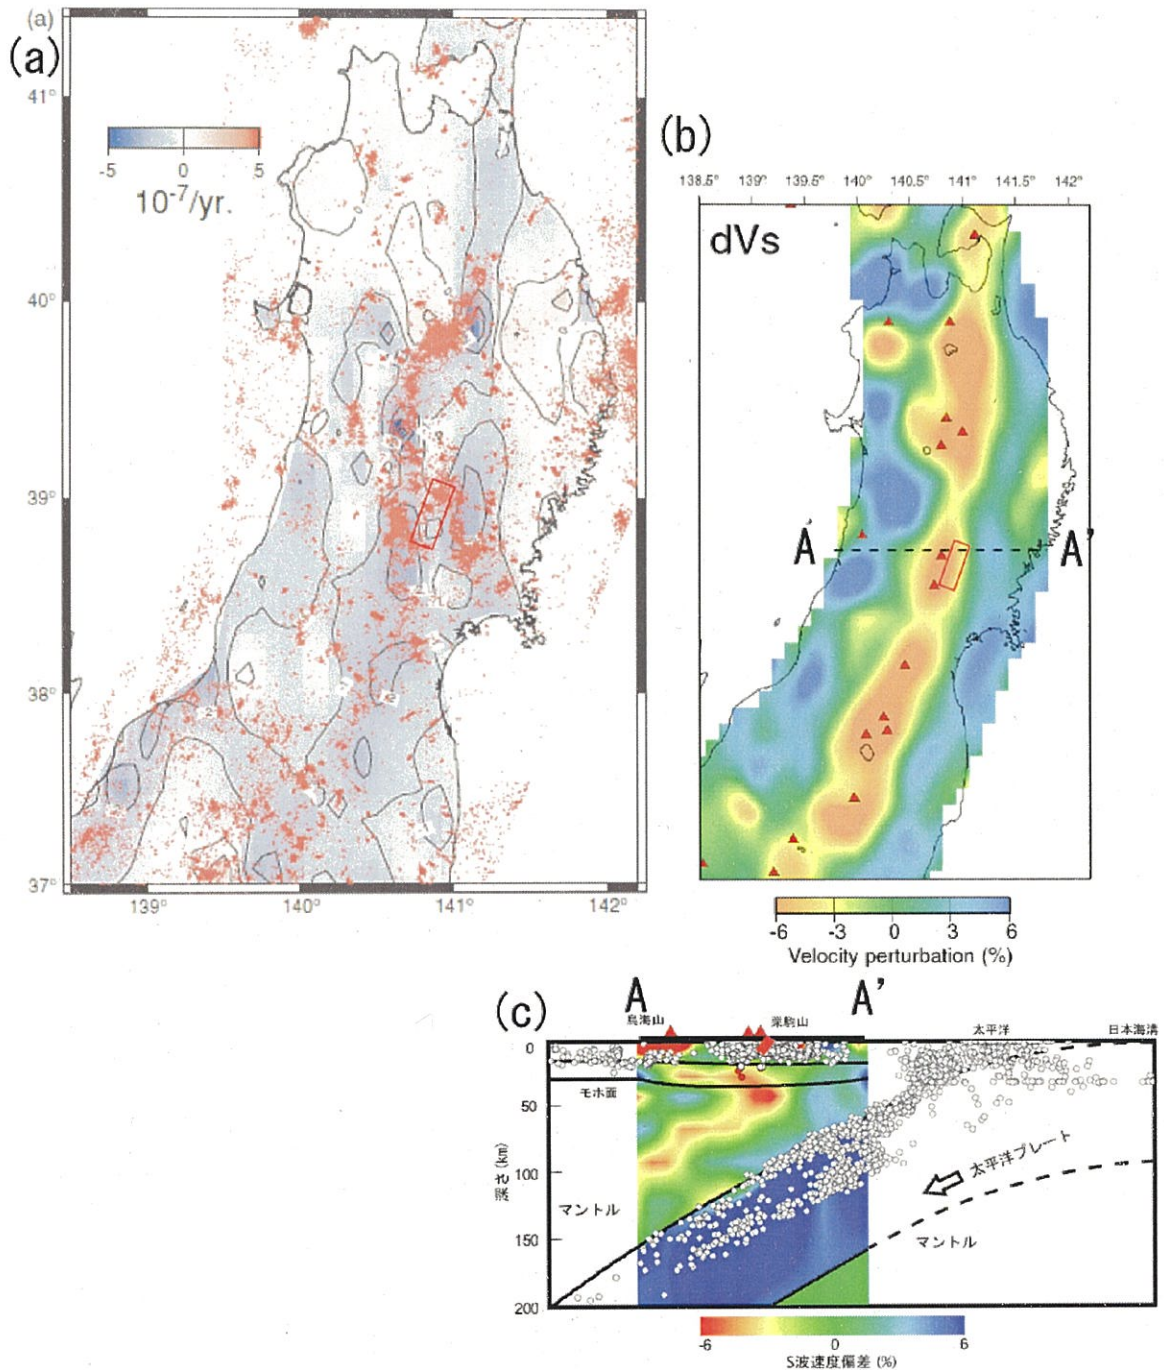 (a)
(a)
41°
40°
39°
38°
37°
-5 0 5
10⁻⁷/yr.
139° 140° 141° 142°
(b)
138.5° 139° 139.5° 140° 140.5° 141° 141.5° 142°
dVs
A A'
-6 -3 0 3 6
Velocity perturbation (%)
(c)
A A'
鳥海山 栗駒山 太平洋 日本海溝
0
モホ面
50
深さ(km)
100
太平洋プレート
マントル
150
マントル
200
-6 0 6
S波速度偏差 (%)